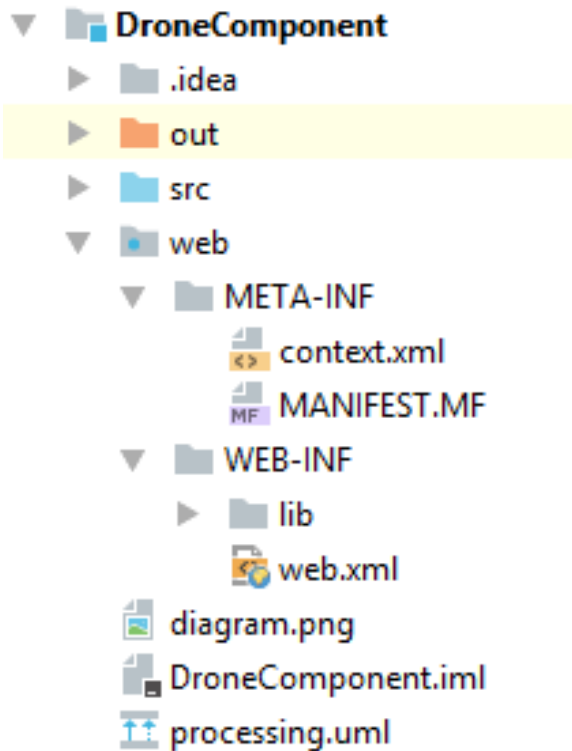 DroneComponent
.idea
out
src
web
META-INF
context.xml
MF MANIFEST.MF
WEB-INF
lib
web.xml
diagram.png
DroneComponent.iml
processing.uml